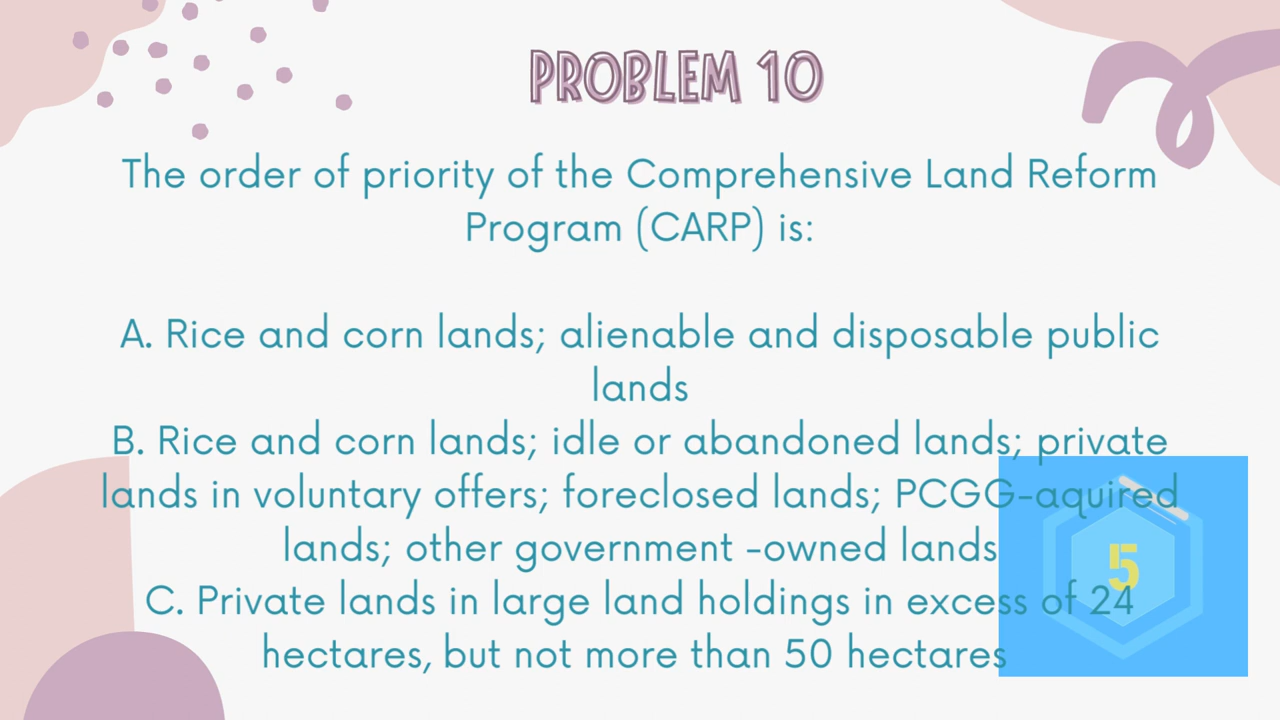 PROBLEM 10
The order of priority of the Comprehensive Land Reform
Program (CARP) is:
A. Rice and corn lands; alienable and disposable public
lands
B. Rice and corn lands; idle or abandoned lands; private
lands in voluntary offers; foreclosed lands; PCGG-aquired
lands; other government -owned lands
C. Private lands in large land holdings in excess of 24
hectares, but not more than 50 hectares
5